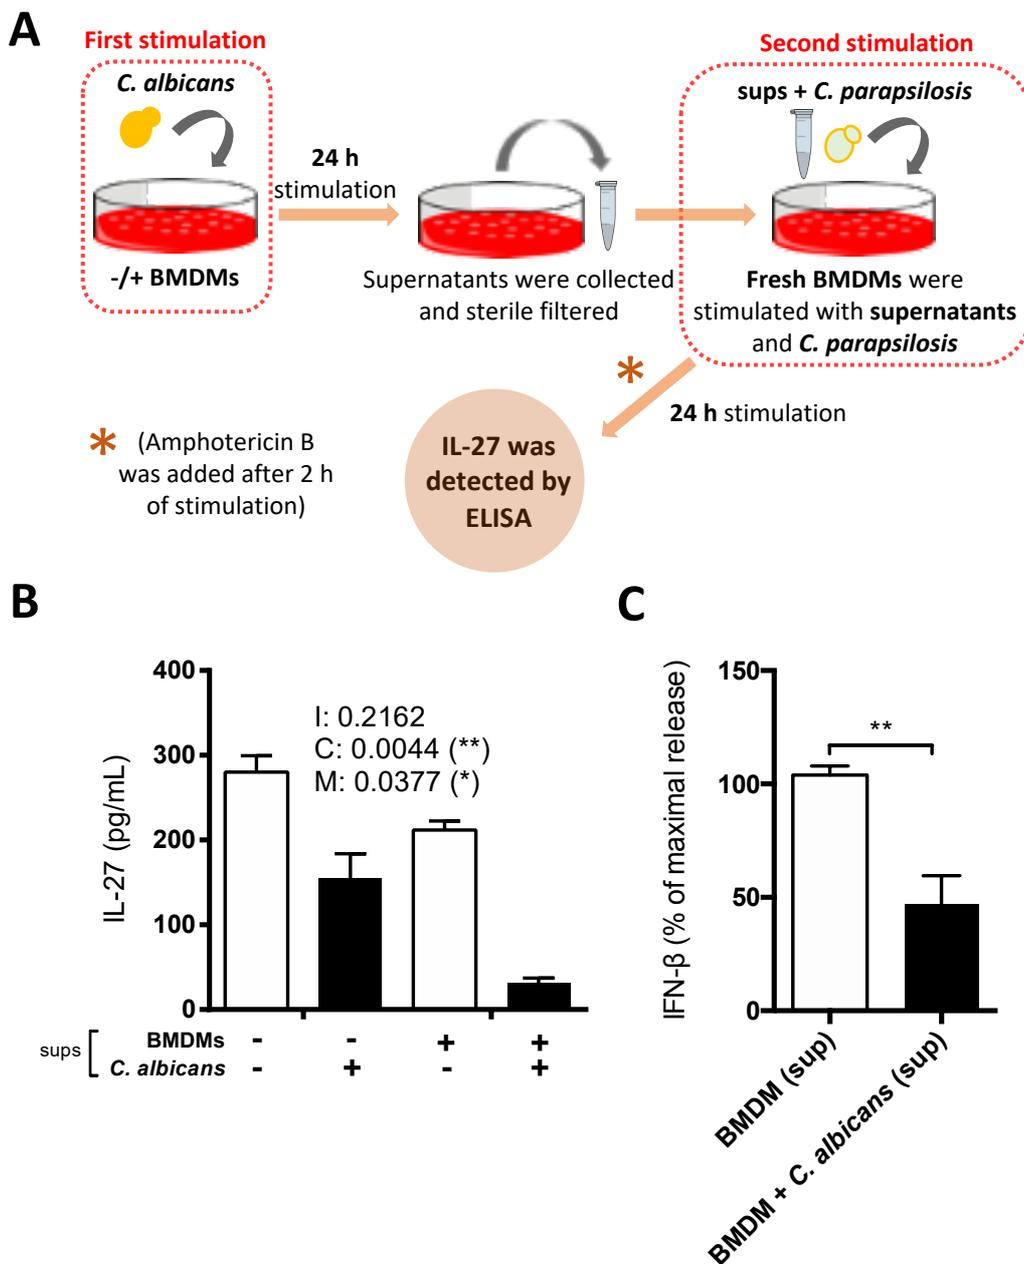 A
First stimulation
C. albicans
-/+ BMDMs
24 h
stimulation
Supernatants were collected
and sterile filtered
Second stimulation
sups + C. parapsilosis
Fresh BMDMs were
stimulated with supernatants
and C. parapsilosis
*
24 h stimulation
* (Amphotericin B
was added after 2 h
of stimulation)
IL-27 was
detected by
ELISA
B
IL-27 (pg/mL)
400
300
200
100
0
I: 0.2162
C: 0.0044 (**)
M: 0.0377 (*)
sups
BMDMs - - + +
C. albicans - + - +
C
IFN-β (% of maximal release)
150
100
50
0
**
BMDM (sup)
BMDM + C. albicans (sup)